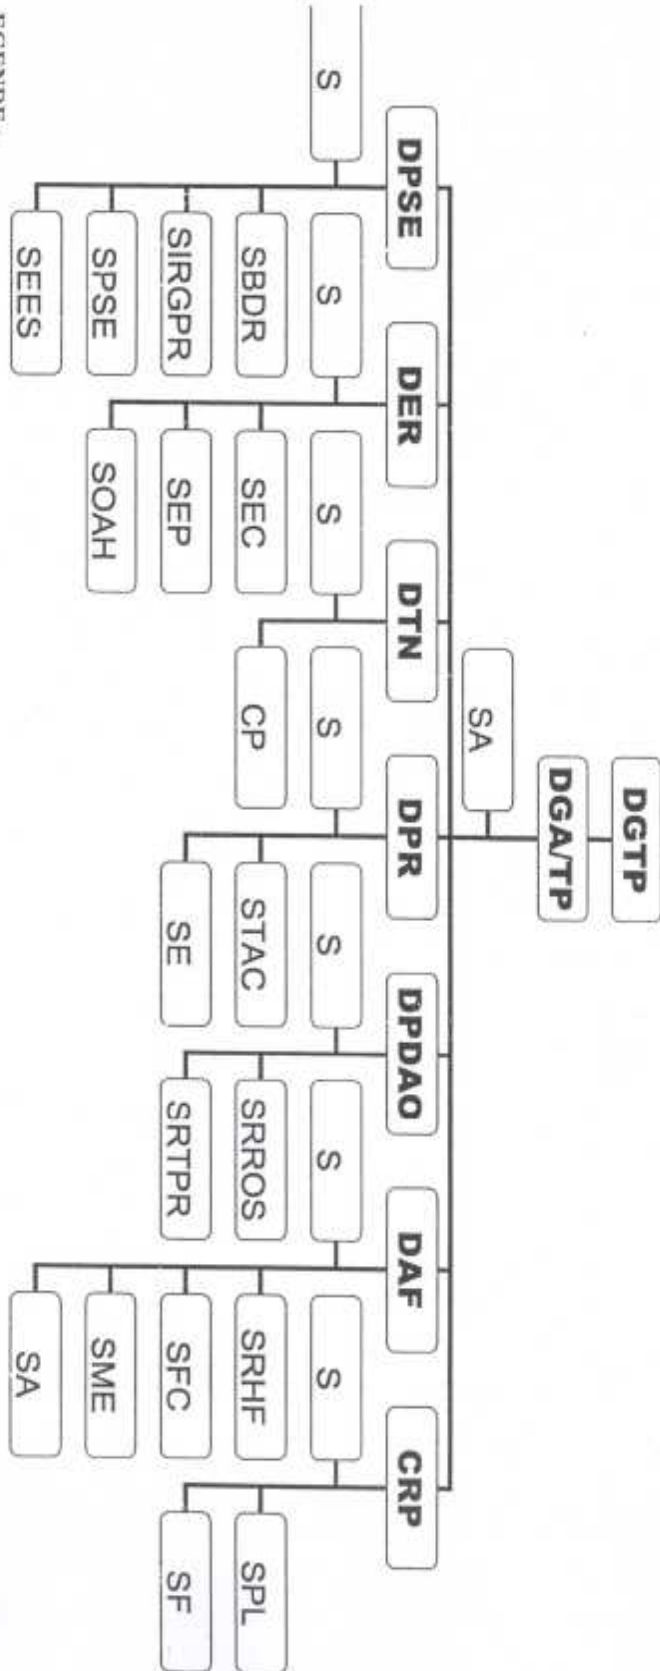 DGTP
DGA/TP
SA
DPSE
DER
DTN
DPR
DPDAO
DAF
CRP
S
S
S
S
S
S
S
SBDR
SEC
CP
STAC
SRROS
SRHF
SPL
SIRGPR
SEP
SE
SRTPR
SFC
SF
SPSE
SOAH
SME
SEES
SA